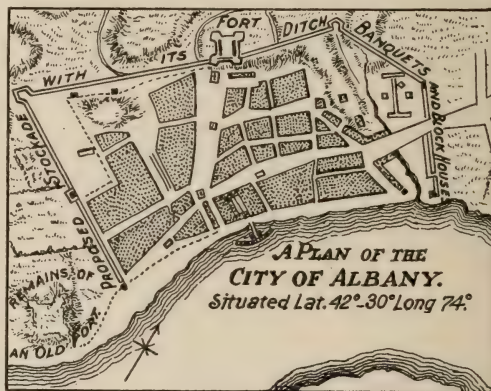 PROPOSED STOCKADE WITH ITS FORT DITCH BANQUETS AND BLOCK HOUSES
REMAINS OF
AN OLD FORT.
A PLAN OF THE
CITY OF ALBANY.
Situated Lat. 42°-30° Long 74°.